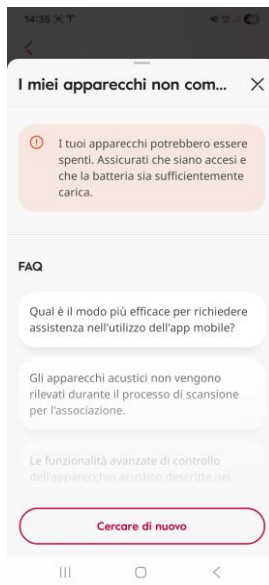 14:35
I miei apparecchi non com...
I tuoi apparecchi potrebbero essere
spenti. Assicurati che siano accesi e
che la batteria sia sufficientemente
carica.
FAQ
Qual è il modo più efficace per richiedere
assistenza nell'utilizzo dell'app mobile?
Gli apparecchi acustici non vengono
rilevati durante il processo di scansione
per l'associazione.
Le funzionalità avanzate di controllo
dell'apparecchio acustico descritte nel
Cercare di nuovo